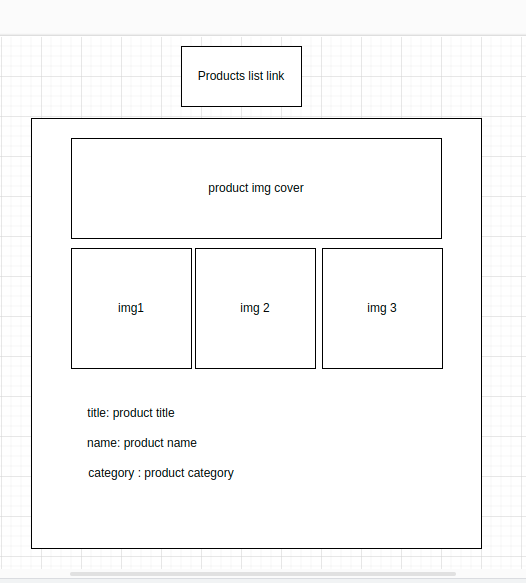 Products list link
product img cover
img1
img 2
img 3
title: product title
name: product name
category : product category